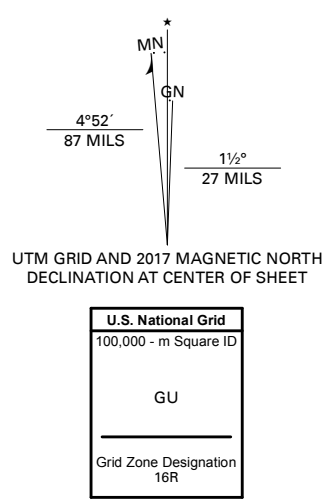 ★
MN
GN
4°52´
87 MILS
1½°
27 MILS
UTM GRID AND 2017 MAGNETIC NORTH
DECLINATION AT CENTER OF SHEET
U.S. National Grid
100,000 - m Square ID
GU
Grid Zone Designation
16R